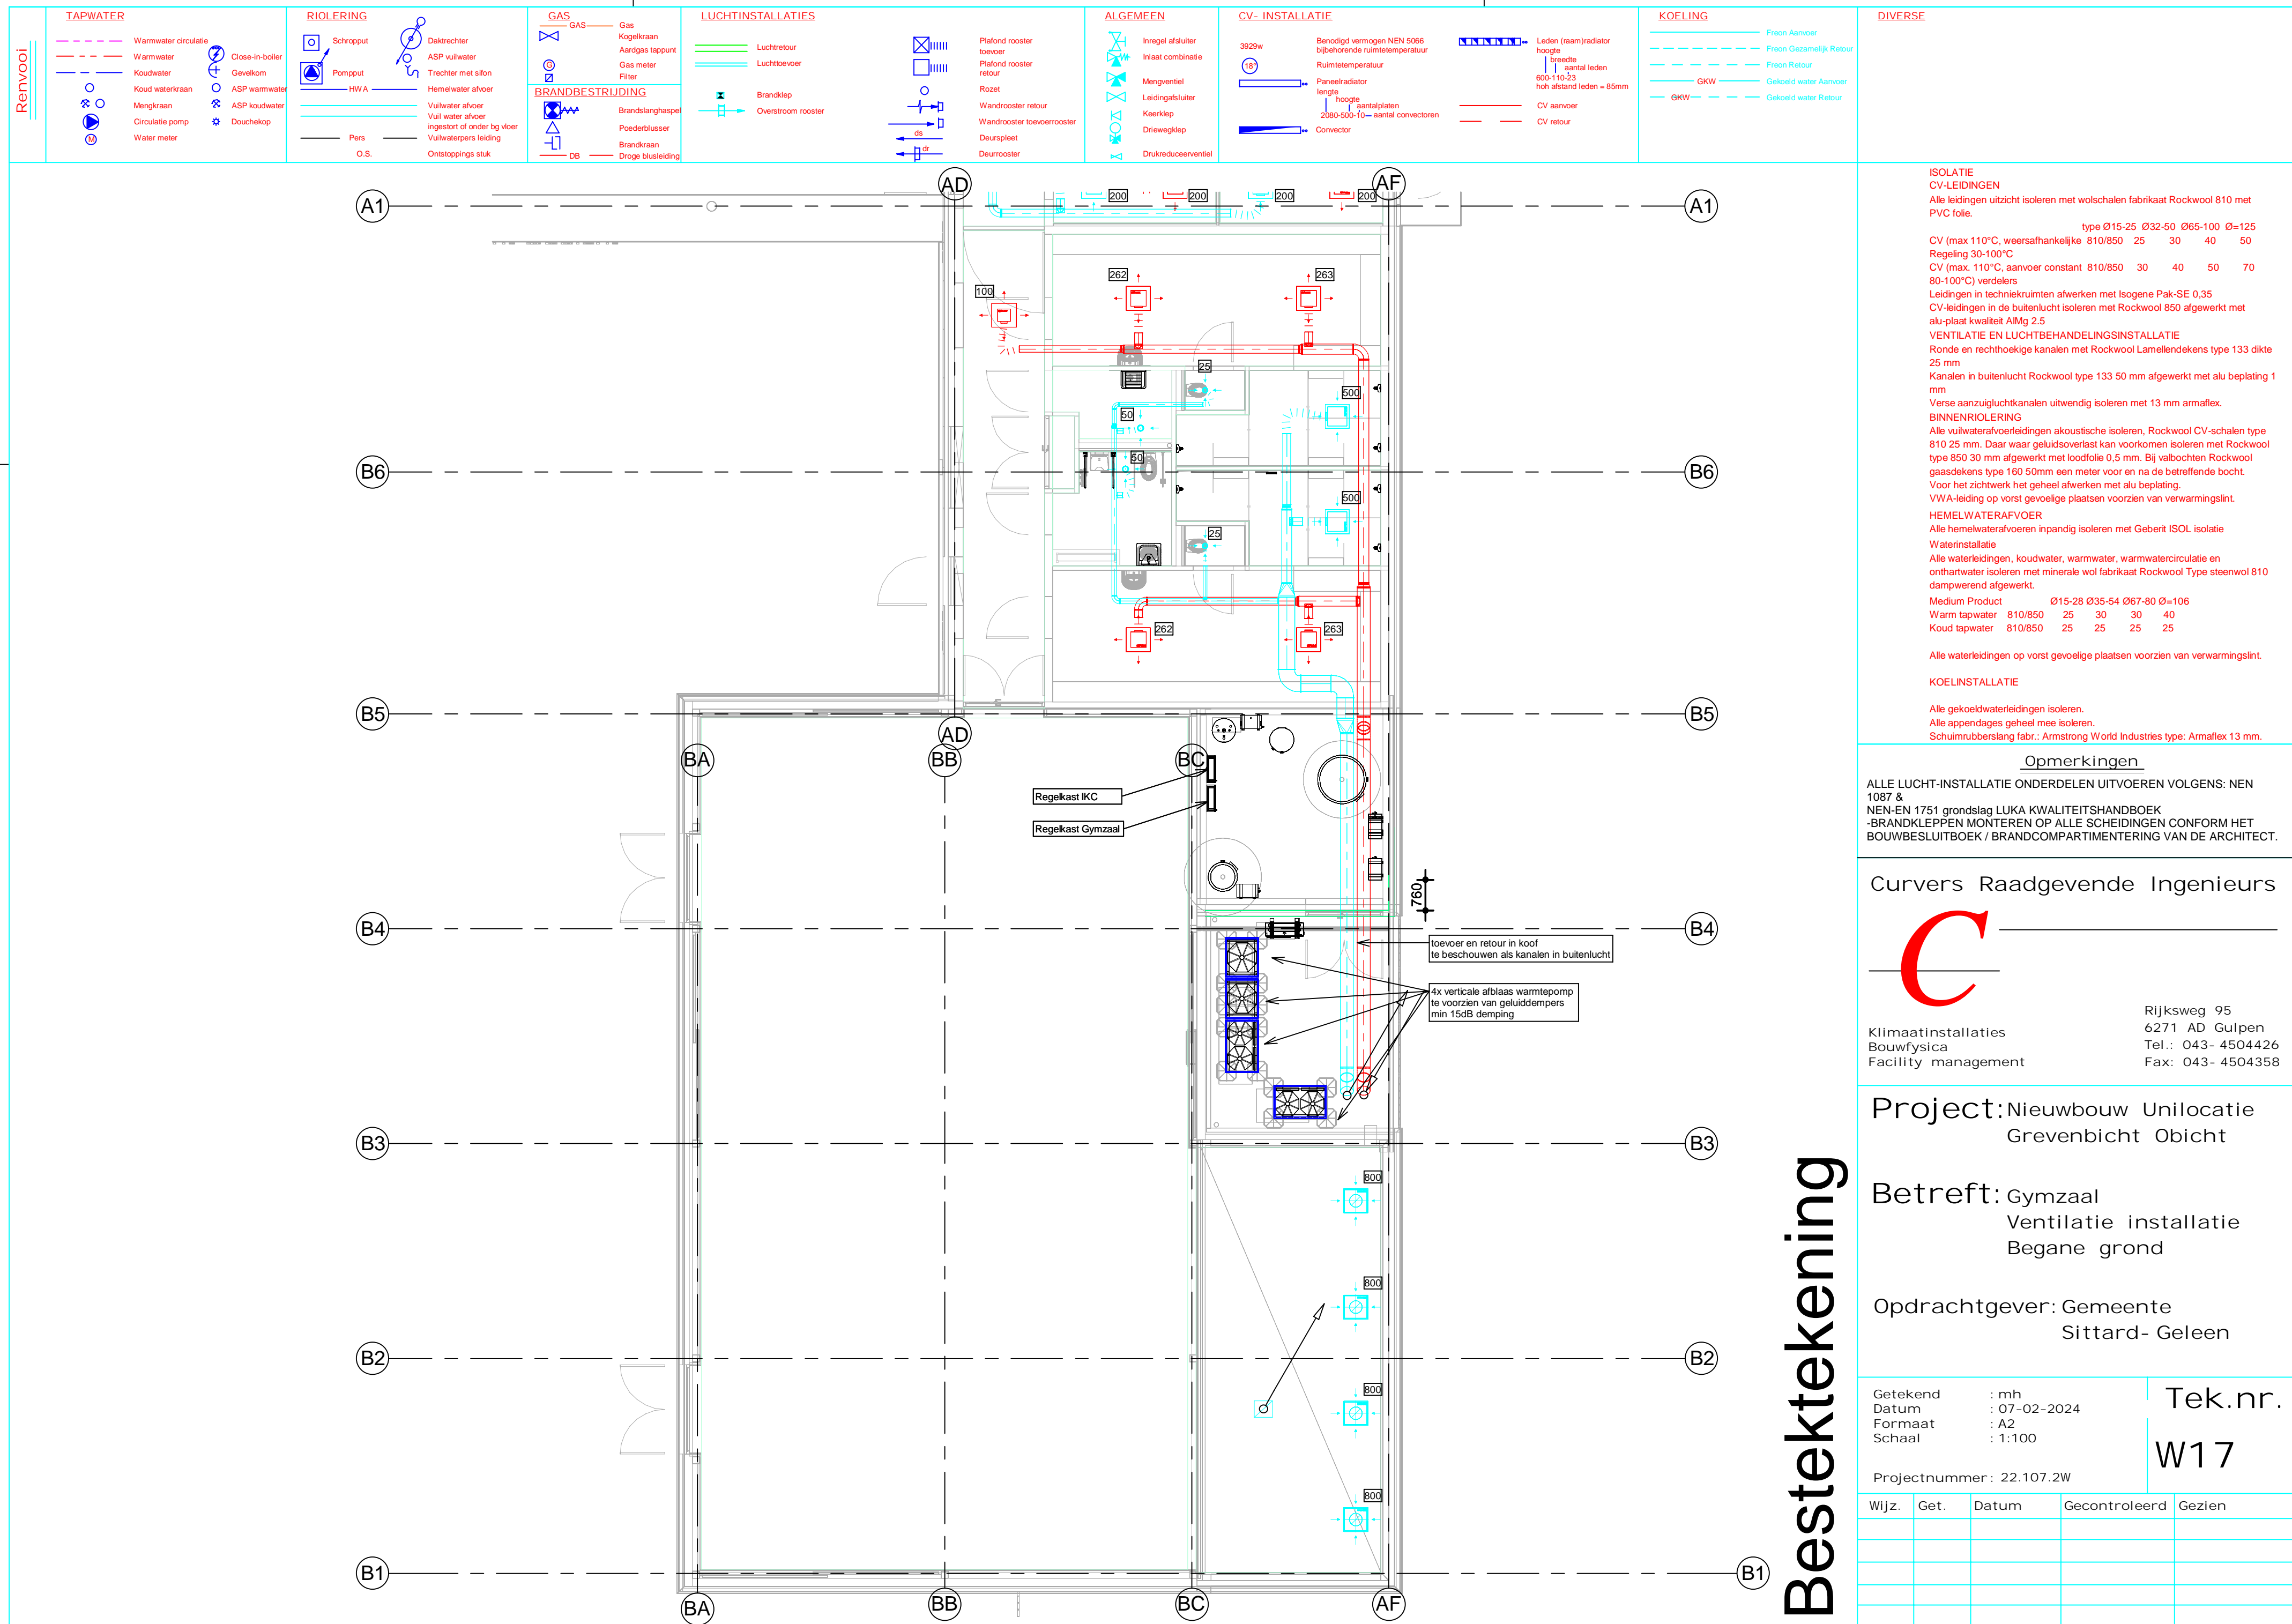 Renvooi
TAPWATER
Warmwater circulatie
Warmwater
Koudwater
Koud waterkraan
Mengkraan
Circulatie pomp
M
Water meter
Close-in-boiler
Gevelkom
ASP warmwater
ASP koudwater
Douchekop
RIOLERING
Schropput
Pompput
HWA
Pers
O.S.
Daktrechter
ASP vuilwater
Trechter met sifon
Hemelwater afvoer
Vuilwater afvoer
Vuil water afvoer
ingestort of onder bg vloer
Vuilwaterpers leiding
Ontstoppings stuk
GAS
GAS
Gas
Kogelkraan
Aardgas tappunt
G
Gas meter
Filter
BRANDBESTRIJDING
Brandslanghaspel
Poederblusser
Brandkraan
DB
Droge blusleiding
LUCHTINSTALLATIES
Luchtretour
Luchttoevoer
Brandklep
Overstroom rooster
Plafond rooster
toevoer
Plafond rooster
retour
Rozet
Wandrooster retour
Wandrooster toevoerrooster
ds
Deurspleet
dr
Deurrooster
ALGEMEEN
Inregel afsluiter
Inlaat combinatie
Mengventiel
Leidingafsluiter
Keerklep
Driewegklep
Drukreduceerventiel
CV- INSTALLATIE
3929w
Benodigd vermogen NEN 5066
bijbehorende ruimtetemperatuur
18°
Ruimtetemperatuur
Paneelradiator
lengte
hoogte
aantalplaten
2080-500-10
aantal convectoren
Convector
Leden (raam)radiator
hoogte
breedte
aantal leden
600-110-23
hoh afstand leden = 85mm
CV aanvoer
CV retour
KOELING
Freon Aanveer
Freon Gezamelijk Retour
Freon Retour
GKW
Gekoeld water Aanvoer
GKW
Gekoeld water Retour
DIVERSE
A1
AD
AF
A1
200
200
200
200
262
263
100
25
500
50
B6
50
B6
500
25
262
263
B5
B5
AD
BA
BB
BC
Regelkast IKC
Regelkast Gymzaal
760
B4
B4
toevoer en retour in koof
te beschouwen als kanalen in buitenlucht
4x verticale afblaas warmtepomp
te voorzien van geluiddempers
min 15dB demping
B3
B3
800
800
B2
B2
800
800
B1
B1
BA
BB
BC
AF
Bestektekening
ISOLATIE
CV-LEIDINGEN
Alle leidingen uitzicht isoleren met wolschalen fabrikaat Rockwool 810 met
PVC folie.
type Ø15-25 Ø32-50 Ø65-100 Ø=125
CV (max 110°C, weersafhankelijke 810/850 25 30 40 50
Regeling 30-100°C
CV (max. 110°C, aanvoer constant 810/850 30 40 50 70
80-100°C) verdelers
Leidingen in techniekruimten afwerken met Isogene Pak-SE 0,35
CV-leidingen in de buitenlucht isoleren met Rockwool 850 afgewerkt met
alu-plaat kwaliteit AlMg 2.5
VENTILATIE EN LUCHTBEHANDELINGSINSTALLATIE
Ronde en rechthoekige kanalen met Rockwool Lamellendekens type 133 dikte
25 mm
Kanalen in buitenlucht Rockwool type 133 50 mm afgewerkt met alu beplating 1
mm
Verse aanzuigluchtkanalen uitwendig isoleren met 13 mm armaflex.
BINNENRIOLERING
Alle vuilwaterafvoerleidingen akoustische isoleren, Rockwool CV-schalen type
810 25 mm. Daar waar geluidsoverlast kan voorkomen isoleren met Rockwool
type 850 30 mm afgewerkt met loodfolie 0,5 mm. Bij valbochten Rockwool
gaasdekens type 160 50mm een meter voor en na de betreffende bocht.
Voor het zichtwerk het geheel afwerken met alu beplating.
VWA-leiding op vorst gevoelige plaatsen voorzien van verwarmingslint.
HEMELWATERAFVOER
Alle hemelwaterafvoeren inpandig isoleren met Geberit ISOL isolatie
Waterinstallatie
Alle waterleidingen, koudwater, warmwater, warmwatercirculatie en
onthartwater isoleren met minerale wol fabrikaat Rockwool Type steenwol 810
dampwerend afgewerkt.
Medium Product Ø15-28 Ø35-54 Ø67-80 Ø=106
Warm tapwater 810/850 25 30 30 40
Koud tapwater 810/850 25 25 25 25
Alle waterleidingen op vorst gevoelige plaatsen voorzien van verwarmingslint.
KOELINSTALLATIE
Alle gekoeldwaterleidingen isoleren.
Alle appendages geheel mee isoleren.
Schuimrubberslang fabr.: Armstrong World Industries type: Armaflex 13 mm.
Opmerkingen
ALLE LUCHT-INSTALLATIE ONDERDELEN UITVOEREN VOLGENS: NEN
1087 &
NEN-EN 1751 grondslag LUKA KWALITEITSHANDBOEK
-BRANDKLEPPEN MONTEREN OP ALLE SCHEIDINGEN CONFORM HET
BOUWBESLUITBOEK / BRANDCOMPARTIMENTERING VAN DE ARCHITECT.
Curvers Raadgevende Ingenieurs
C
Klimaatinstallaties
Bouwfysica
Facility management
Rijksweg 95
6271 AD Gulpen
Tel.: 043- 4504426
Fax: 043- 4504358
Project: Nieuwbouw Unilocatie
Grevenbicht Obicht
Betreft: Gymzaal
Ventilatie installatie
Begane grond
Opdrachtgever: Gemeente
Sittard- Geleen
Getekend : mh
Datum : 07-02-2024
Formaat : A2
Schaal : 1:100
Projectnummer : 22.107.2W
Tek.nr.
W17
Wijz. Get. Datum Gecontroleerd Gezien